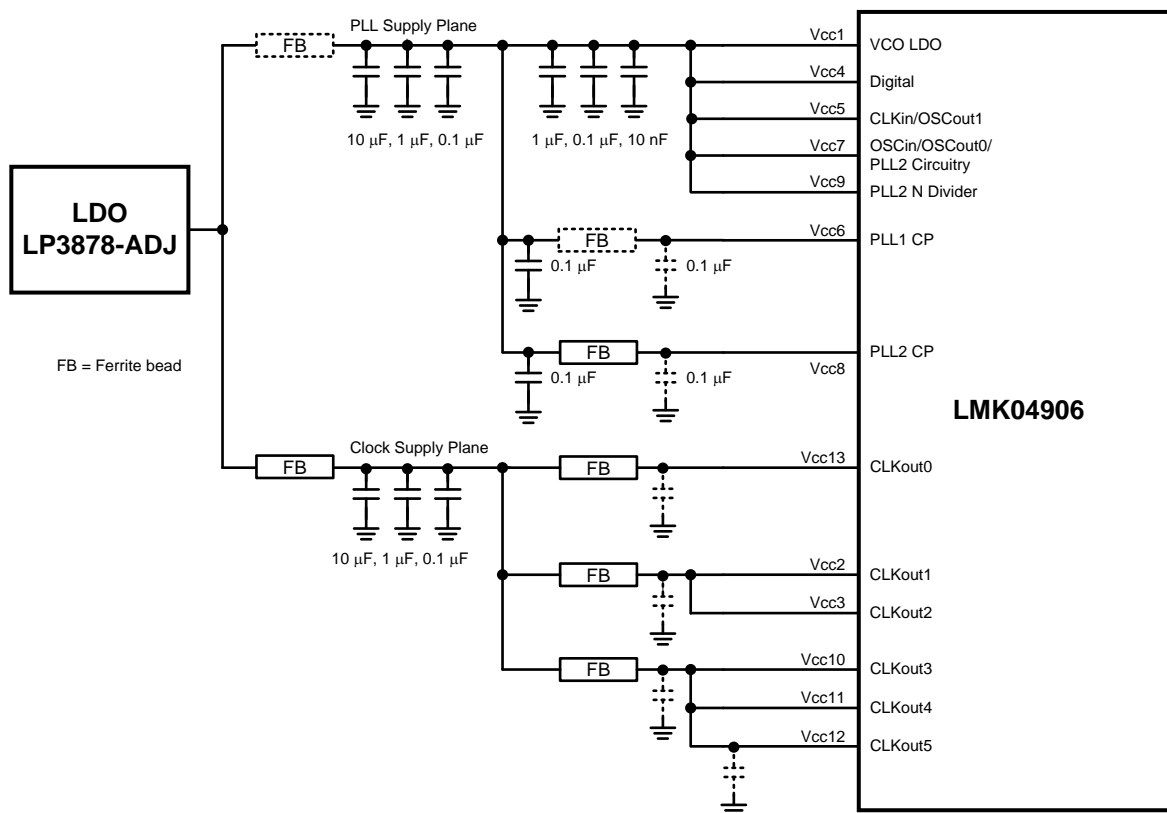 PLL Supply Plane
FB
10 µF, 1 µF, 0.1 µF
1 µF, 0.1 µF, 10 nF
Vcc1
VCO LDO
Vcc4
Digital
Vcc5
CLKin/OSCout1
Vcc7
OSCin/OSCout0/
PLL2 Circuitry
Vcc9
PLL2 N Divider
LDO
LP3878-ADJ
FB
0.1 µF
0.1 µF
Vcc6
PLL1 CP
FB = Ferrite bead
FB
0.1 µF
0.1 µF
Vcc8
PLL2 CP
LMK04906
Clock Supply Plane
FB
10 µF, 1 µF, 0.1 µF
FB
Vcc13
CLKout0
FB
Vcc2
CLKout1
Vcc3
CLKout2
FB
Vcc10
CLKout3
Vcc11
CLKout4
Vcc12
CLKout5